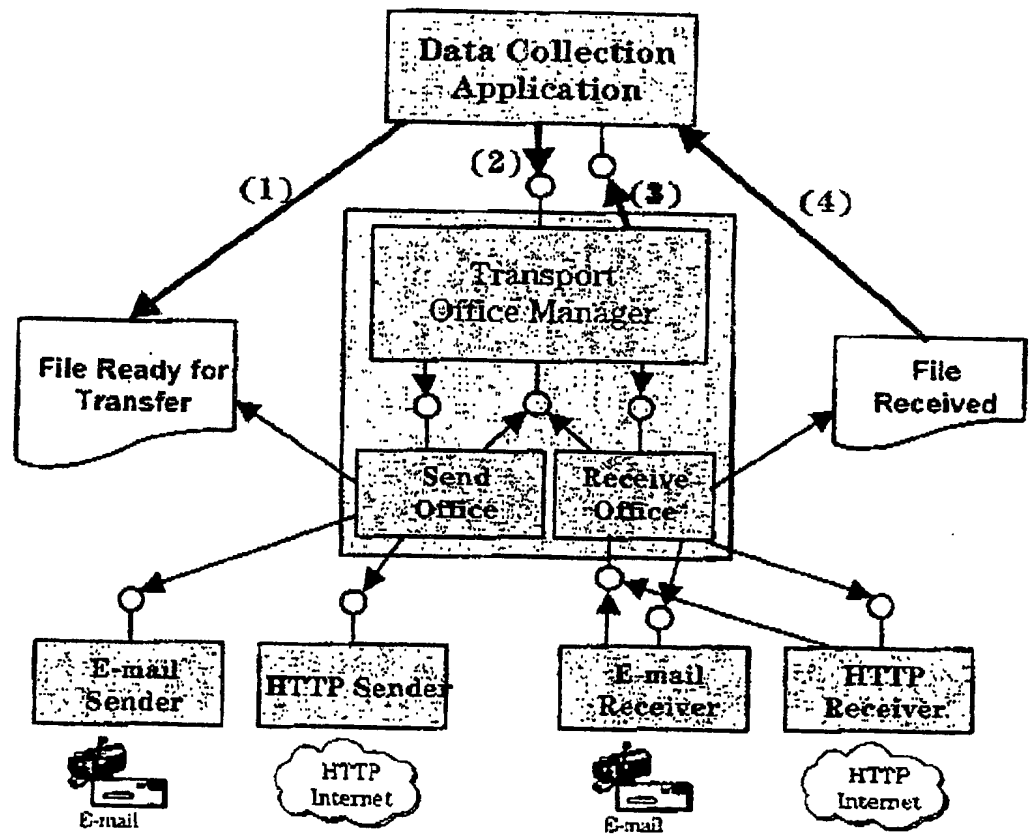 Data Collection
Application
(1)
(2)
(3)
(4)
Transport
Office Manager
File Ready for
Transfer
File
Received
Send
Office
Receive
Office
E-mail
Sender
HTTP Sender
E-mail
Receiver
HTTP
Receiver
E-mail
HTTP
Internet
E-mail
HTTP
Internet